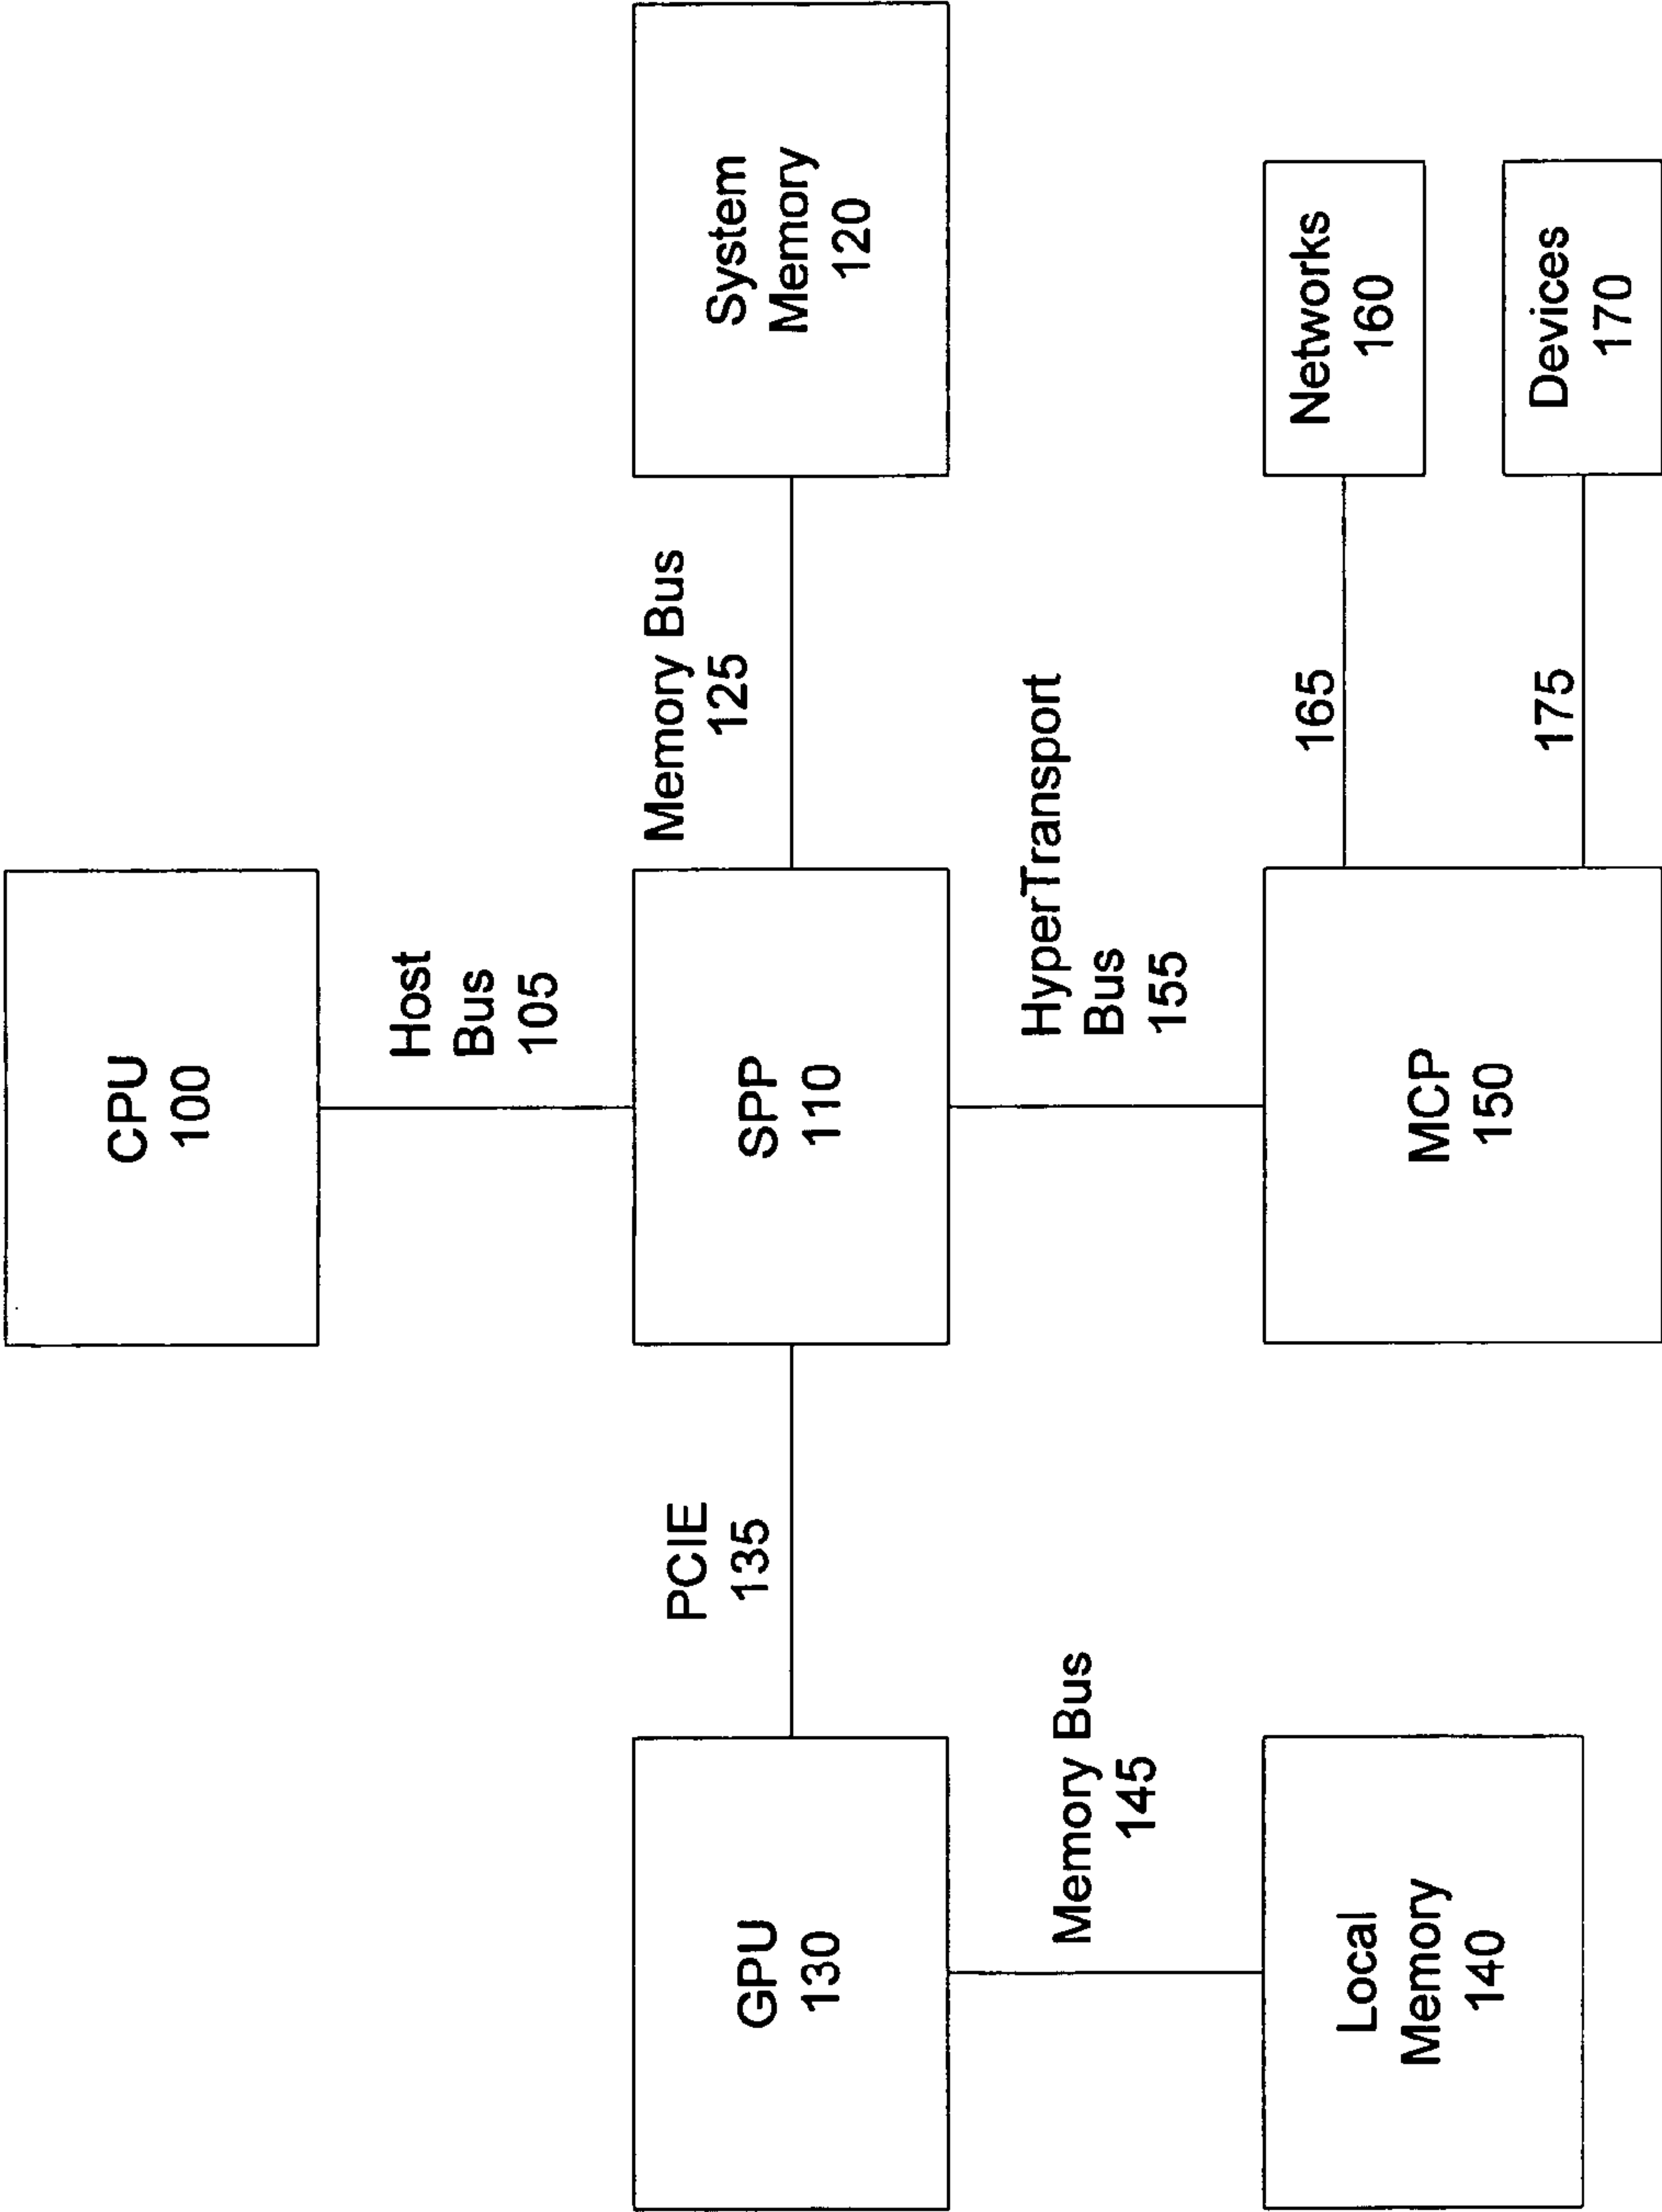 CPU
100
Host
Bus
105
GPU
130
PCIE
135
SPP
110
Memory Bus
125
System
Memory
120
Memory Bus
145
HyperTransport
Bus
155
Local
Memory
140
MCP
150
165
Networks
160
175
Devices
170